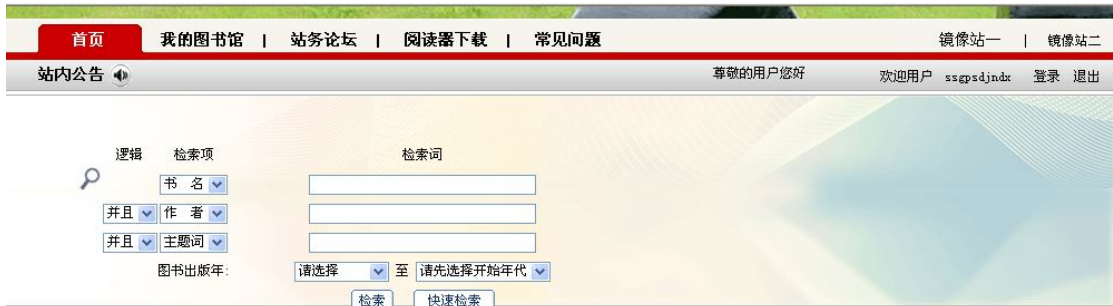 首页 我的图书馆 | 站务论坛 | 阅读器下载 | 常见问题 镜像站一 | 镜像站二
站内公告 尊敬的用户您好 欢迎用户 ssgpsdjndx 登录 退出
逻辑 检索项 检索词
书 名
并且 作 者
并且 主题词
图书出版年: 请选择 至 请先选择开始年代
检索 快速检索